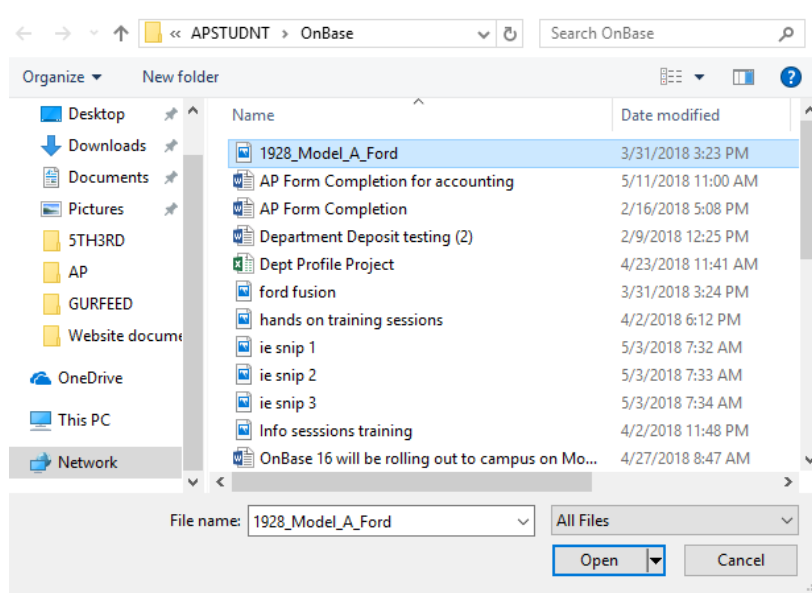 « APSTUDNT > OnBase
Search OnBase
Organize
New folder
?
Desktop
Downloads
Documents
Pictures
5TH3RD
AP
GURFEED
Website docume
OneDrive
This PC
Network
Name Date modified
1928_Model_A_Ford 3/31/2018 3:23 PM
AP Form Completion for accounting 5/11/2018 11:00 AM
AP Form Completion 2/16/2018 5:08 PM
Department Deposit testing (2) 2/9/2018 12:25 PM
Dept Profile Project 4/23/2018 11:41 AM
ford fusion 3/31/2018 3:24 PM
hands on training sessions 4/2/2018 6:12 PM
ie snip 1 5/3/2018 7:32 AM
ie snip 2 5/3/2018 7:33 AM
ie snip 3 5/3/2018 7:34 AM
Info sesssions training 4/2/2018 11:48 PM
OnBase 16 will be rolling out to campus on Mo... 4/27/2018 8:47 AM
File name: 1928_Model_A_Ford
All Files
Open
Cancel